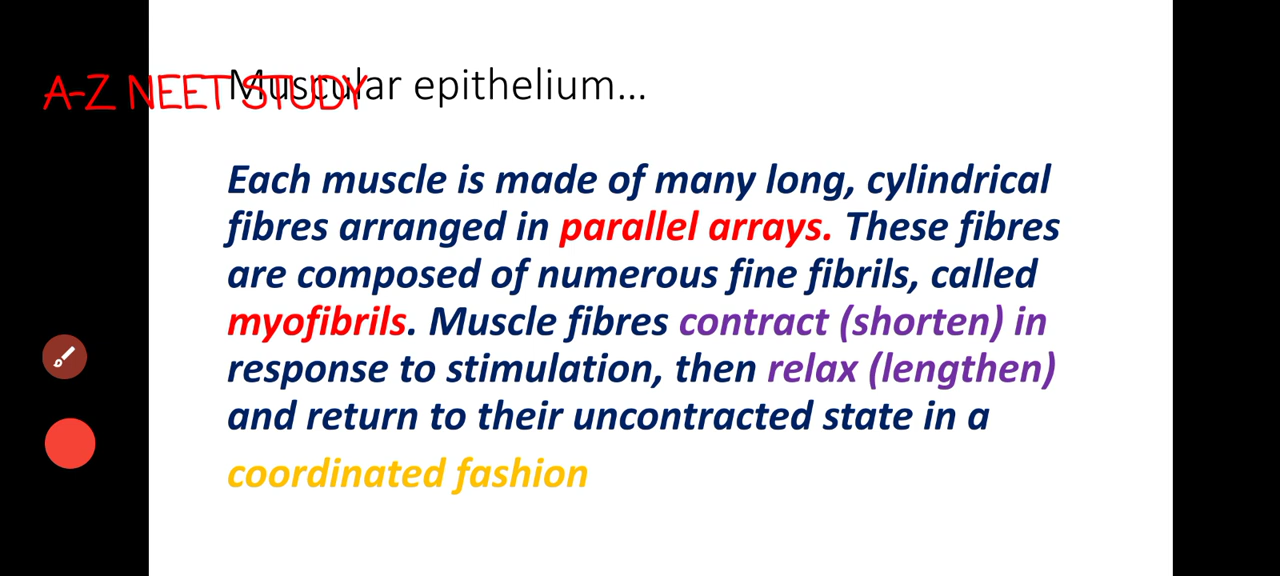 A-Z NEET STUDY
Muscular epithelium...
Each muscle is made of many long, cylindrical
fibres arranged in parallel arrays. These fibres
are composed of numerous fine fibrils, called
myofibrils. Muscle fibres contract (shorten) in
response to stimulation, then relax (lengthen)
and return to their uncontracted state in a
coordinated fashion